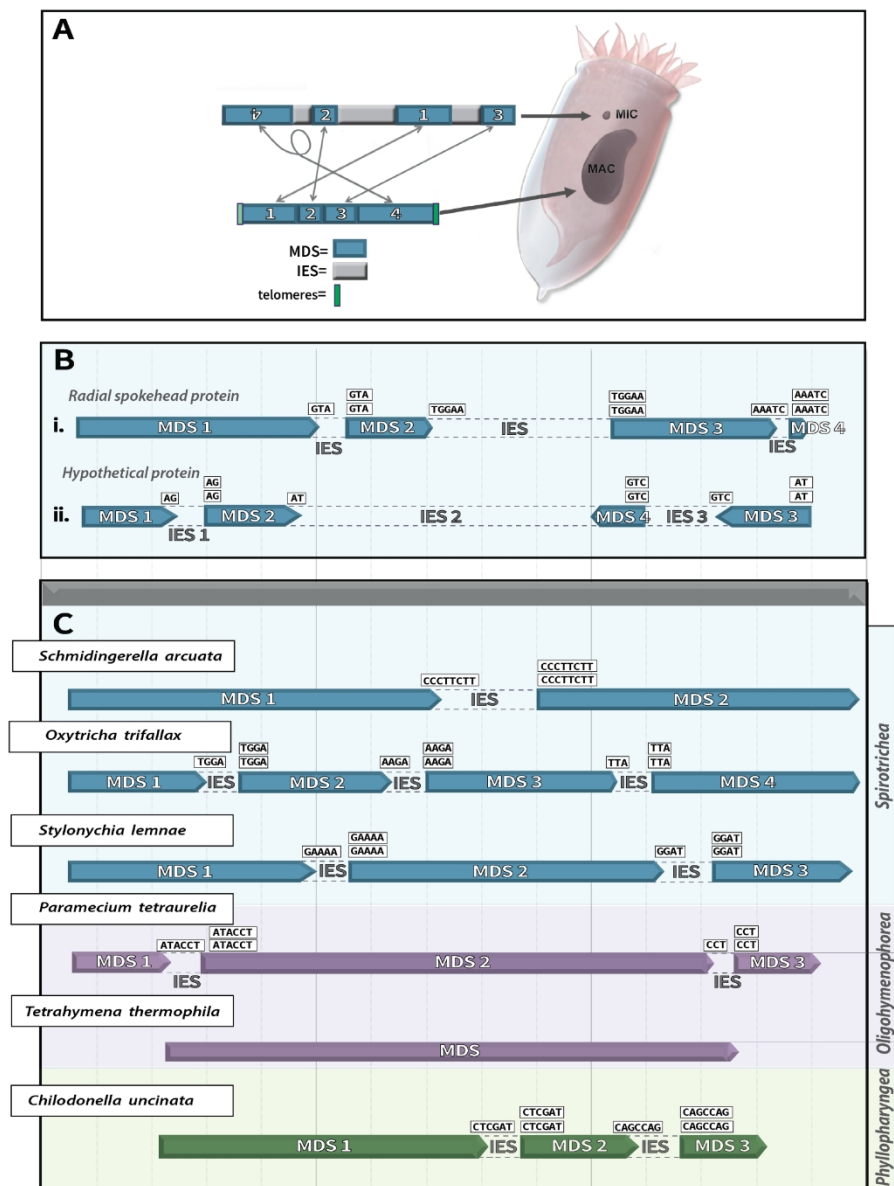 A
4 2 1 3
MIC
MAC
1 2 3 4
MDS=
IES=
telomeres=
B
Radial spokehead protein
GTA
GTA GTA TGGAA
TGGAA
TGGAA AAATC
AAATC
AAATC
i. MDS 1 IES MDS 2 IES MDS 3 IES MDS 4
Hypothetical protein
AG AG
AG AT
GTC
GTC GTC
AT
AT
ii. MDS 1 IES 1 MDS 2 IES 2 MDS 4 IES 3 MDS 3
C
Schmidingerella arcuata
CCCTTCTT CCCTTCTT
CCCTTCTT
MDS 1 IES MDS 2
Oxytricha trifallax
TGGA TGGA
TGGA AAGA AAGA
AAGA TTA TTA
TTA
MDS 1 IES MDS 2 IES MDS 3 IES MDS 4
Stylonychia lemnae
GAAAA GAAAA
GAAAA GGAT GGAT
GGAT
MDS 1 IES MDS 2 IES MDS 3
Spirotrichea
Paramecium tetraurelia
ATACCT ATACCT
ATACCT CCT CCT
CCT
MDS 1 IES MDS 2 IES MDS 3
Tetrahymena thermophila
MDS
Oligohymenophorea
Chilodonella uncinata
CTCGAT CTCGAT
CTCGAT CAGCCAG CAGCCAG
CAGCCAG
MDS 1 IES MDS 2 IES MDS 3
Phyllopharyngea